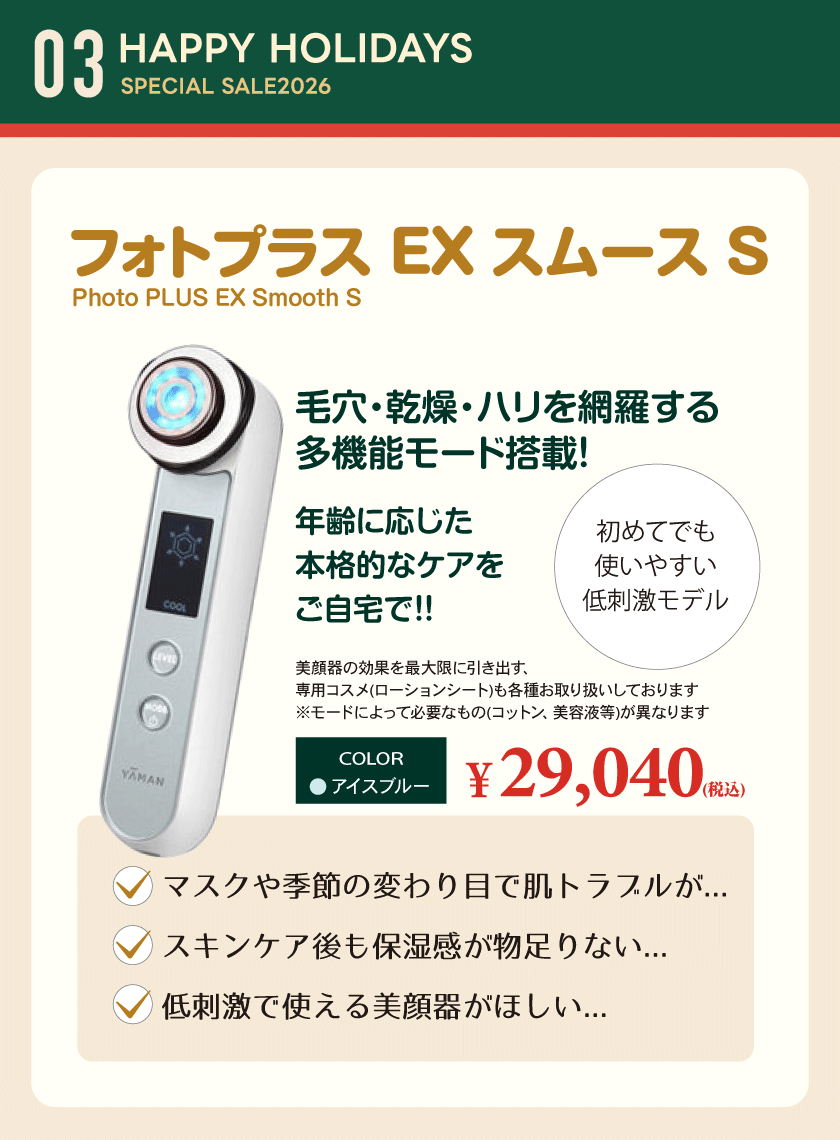 03
HAPPY HOLIDAYS
SPECIAL SALE2026
フォトプラス EX スムース S
Photo PLUS EX Smooth S
毛穴・乾燥・ハリを網羅する
多機能モード搭載!
年齢に応じた
本格的なケアを
ご自宅で!!
初めてでも
使いやすい
低刺激モデル
COOL
LEVEL
MODE
YĀMAN
美顔器の効果を最大限に引き出す、
専用コスメ(ローションシート)も各種お取り扱いしております
※モードによって必要なもの(コットン、美容液等)が異なります
COLOR
アイスブルー
¥29,040(税込)
マスクや季節の変わり目で肌トラブルが...
スキンケア後も保湿感が物足りない...
低刺激で使える美顔器がほしい...